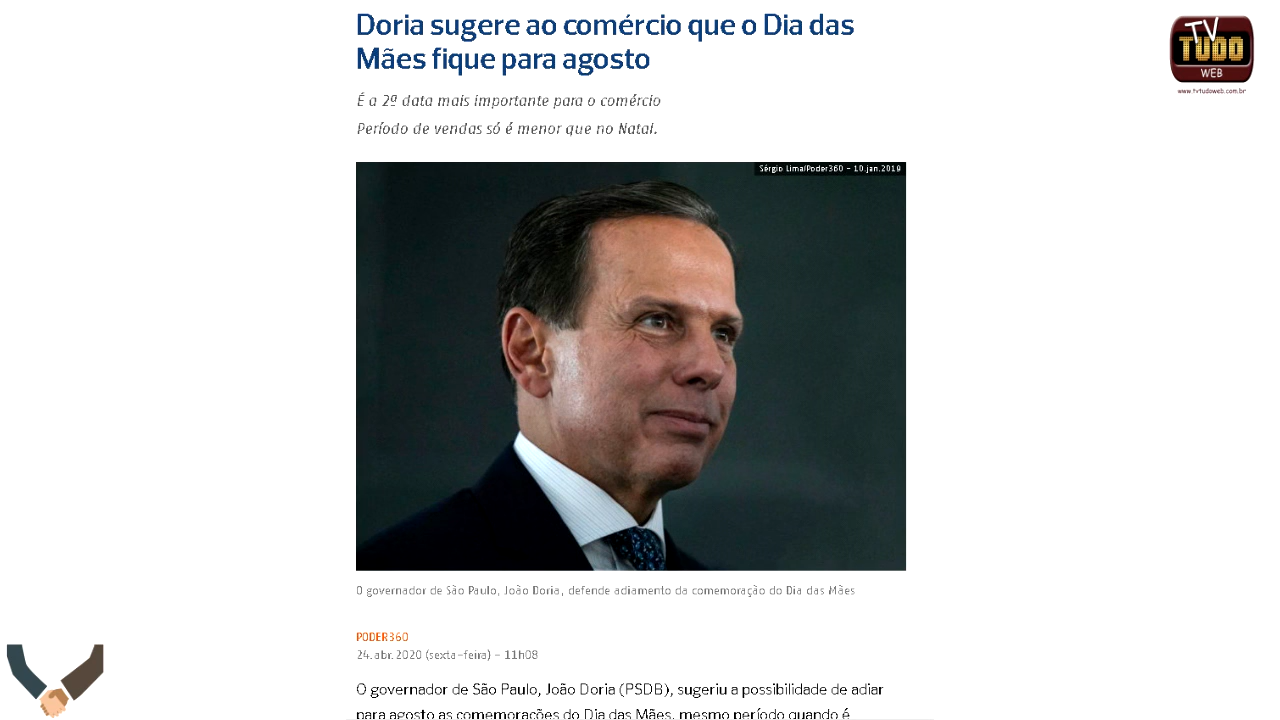 Doria sugere ao comércio que o Dia das
Mães fique para agosto
É a 2ª data mais importante para o comércio
Período de vendas só é menor que no Natal.
Sérgio Lima/Poder360 - 10.jan.2019
O governador de São Paulo, João Doria, defende adiamento da comemoração do Dia das Mães
PODER360
24.abr.2020 (sexta-feira) - 11h08
O governador de São Paulo, João Doria (PSDB), sugeriu a possibilidade de adiar
para agosto as comemorações do Dia das Mães, mesmo período quando é
TV
TUDO
WEB
www.tvtudoweb.com.br